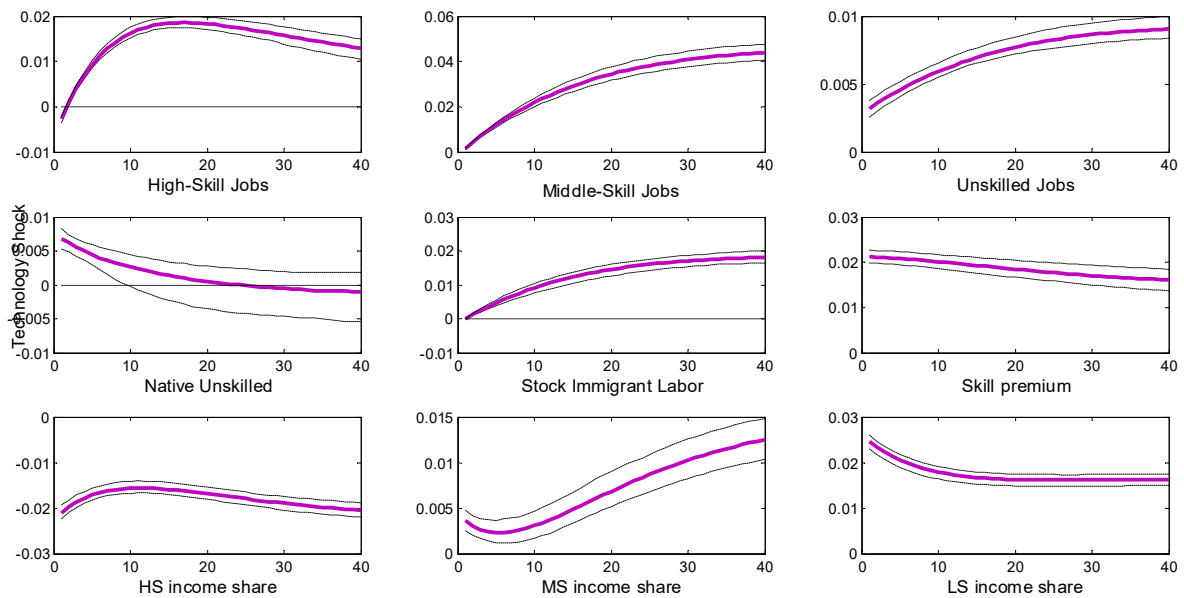 0.02
0.01
0
-0.01
0 10 20 30 40
High-Skill Jobs
0.06
0.04
0.02
0
0 10 20 30 40
Middle-Skill Jobs
0.01
0.005
0
0 10 20 30 40
Unskilled Jobs
Technology Shock
0.01
0.005
0
-0.005
-0.01
0 10 20 30 40
Native Unskilled
0.03
0.02
0.01
0
-0.01
0 10 20 30 40
Stock Immigrant Labor
0.03
0.02
0.01
0
0 10 20 30 40
Skill premium
0
-0.01
-0.02
-0.03
0 10 20 30 40
HS income share
0.015
0.01
0.005
0
0 10 20 30 40
MS income share
0.03
0.02
0.01
0
0 10 20 30 40
LS income share